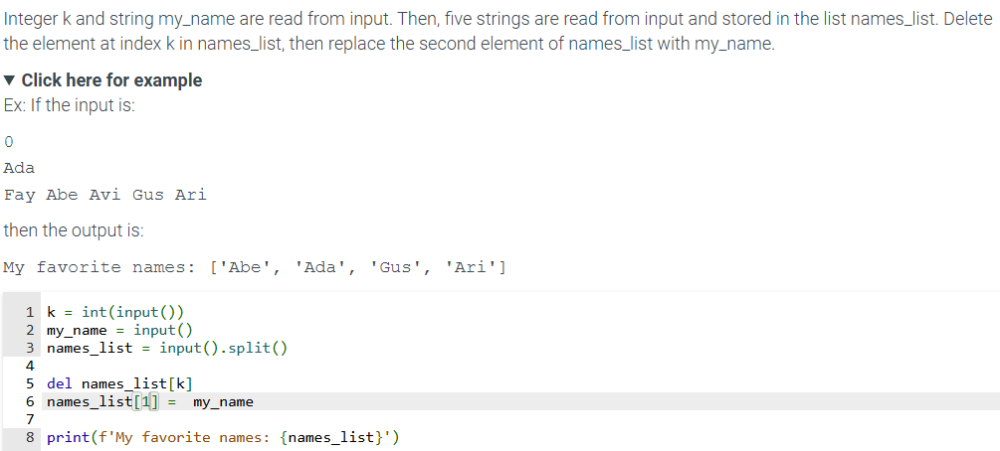 Integer k and string my_name are read from input. Then, five strings are read from input and stored in the list names_list. Delete
the element at index k in names_list, then replace the second element of names_list with my_name.
▼ Click here for example
Ex: If the input is:
0
Ada
Fay Abe Avi Gus Ari
then the output is:
My favorite names: ['Abe', 'Ada', 'Gus', 'Ari']
1 k = int(input())
2 my_name = input()
3 names_list = input().split()
4
5 del names_list[k]
6 names_list[1] =  my_name
7
8 print(f'My favorite names: {names_list}')